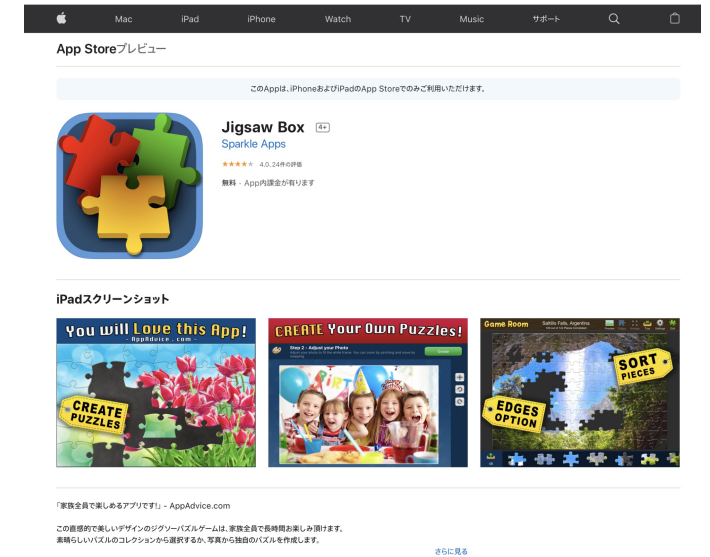 Mac iPad iPhone Watch TV Music サポート
App Storeプレビュー
このAppは、iPhoneおよびiPadのApp Storeでのみご利用いただけます。
Jigsaw Box 4+
Sparkle Apps
4.0, 24件の評価
無料 - App内課金が有ります
iPadスクリーンショット
You will Love this App!
- AppAdvice.com -
CREATE PUZZLES
CREATE Your Own Puzzles!
Step 2 - Adjust your Photo
Game Room
Saltillo Falls, Argentina
SORT PIECES
EDGES OPTION
「家族全員で楽しめるアプリです!」 - AppAdvice.com
この直感的で美しいデザインのジグソーパズルゲームは、家族全員で長時間お楽しみ頂けます。
素晴らしいパズルのコレクションから選択するか、写真から独自のパズルを作成します。
さらに見る